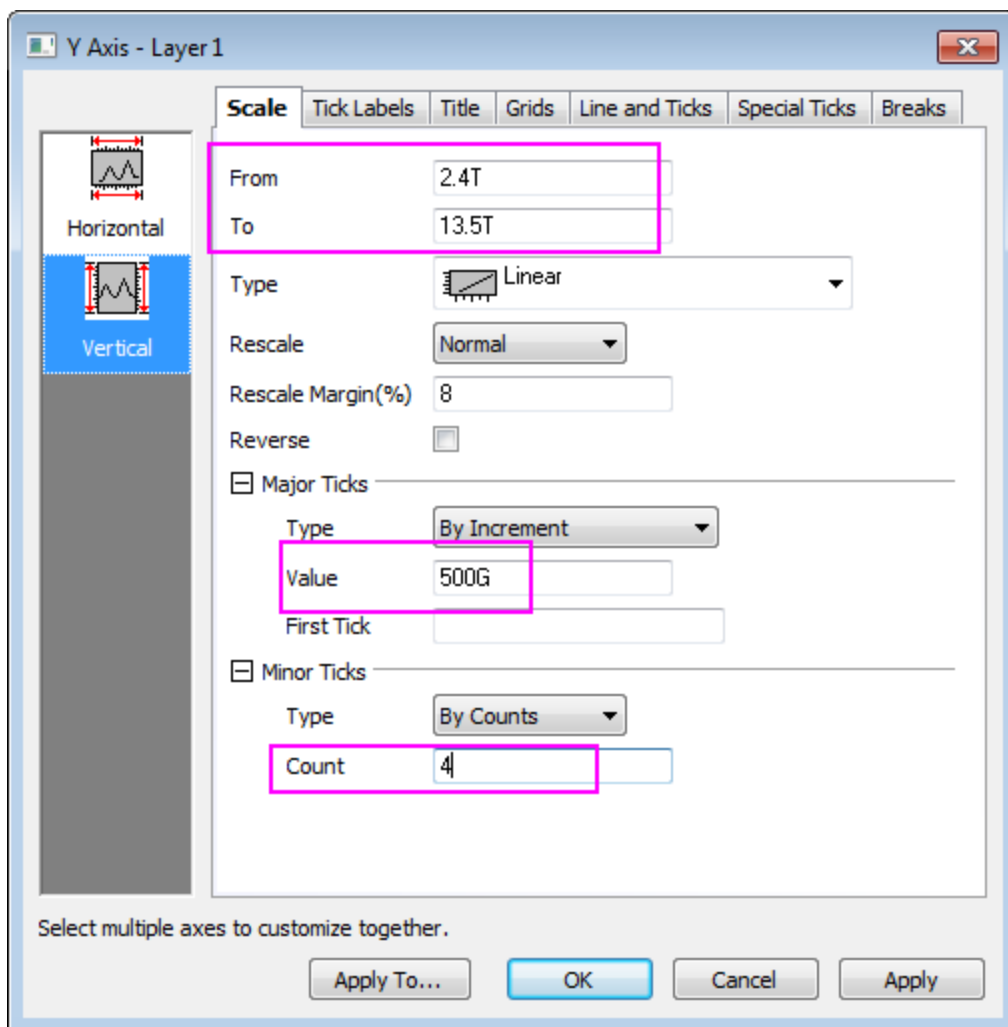 Y Axis - Layer 1
Scale Tick Labels Title Grids Line and Ticks Special Ticks Breaks
Horizontal
Vertical
From 2.4T
To 13.5T
Type Linear
Rescale Normal
Rescale Margin(%) 8
Reverse
Major Ticks
Type By Increment
Value 500G
First Tick
Minor Ticks
Type By Counts
Count 4
Select multiple axes to customize together.
Apply To... OK Cancel Apply